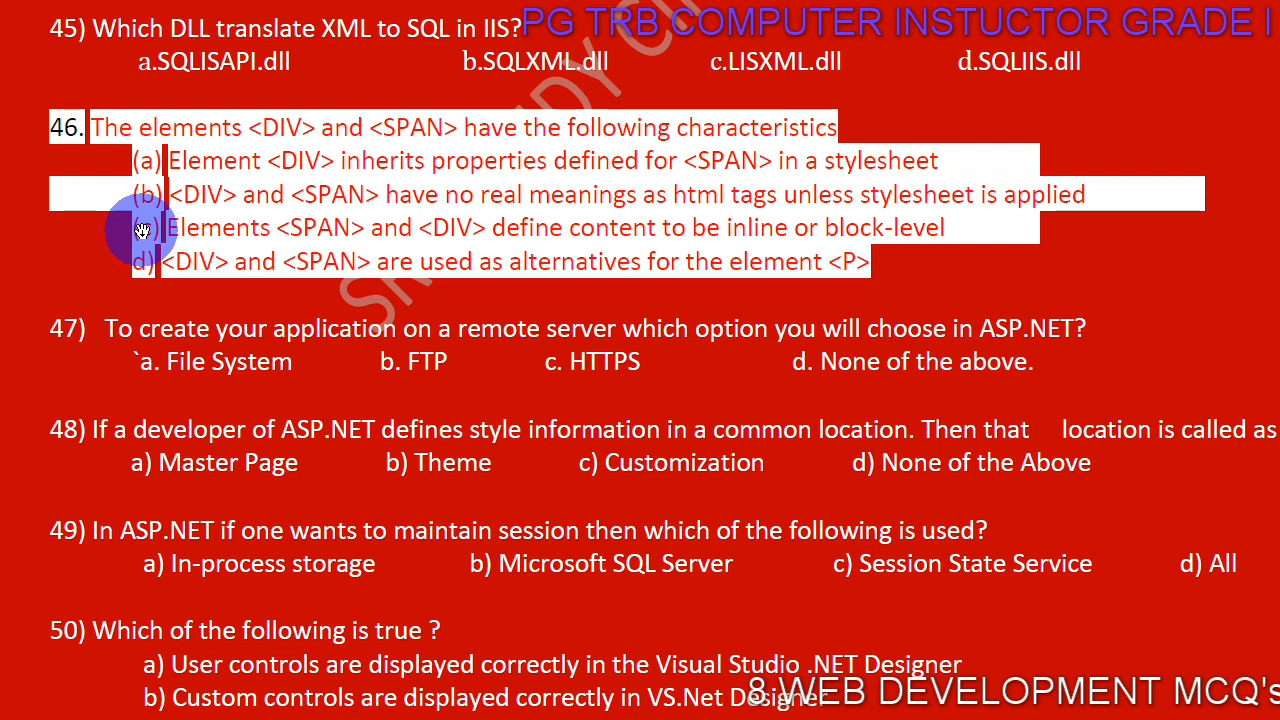 45) Which DLL translate XML to SQL in IIS?
PG TRB COMPUTER INSTUCTOR GRADE I
a.SQLISAPI.dll b.SQLXML.dll c.LISXML.dll d.SQLIIS.dll
46. The elements <DIV> and <SPAN> have the following characteristics
(a) Element <DIV> inherits properties defined for <SPAN> in a stylesheet
(b) <DIV> and <SPAN> have no real meanings as html tags unless stylesheet is applied
(c) Elements <SPAN> and <DIV> define content to be inline or block-level
d) <DIV> and <SPAN> are used as alternatives for the element <P>
47) To create your application on a remote server which option you will choose in ASP.NET?
`a. File System b. FTP c. HTTPS d. None of the above.
48) If a developer of ASP.NET defines style information in a common location. Then that location is called as
a) Master Page b) Theme c) Customization d) None of the Above
49) In ASP.NET if one wants to maintain session then which of the following is used?
a) In-process storage b) Microsoft SQL Server c) Session State Service d) All
50) Which of the following is true ?
a) User controls are displayed correctly in the Visual Studio .NET Designer
b) Custom controls are displayed correctly in VS.Net Designer
8 WEB DEVELOPMENT MCQ's